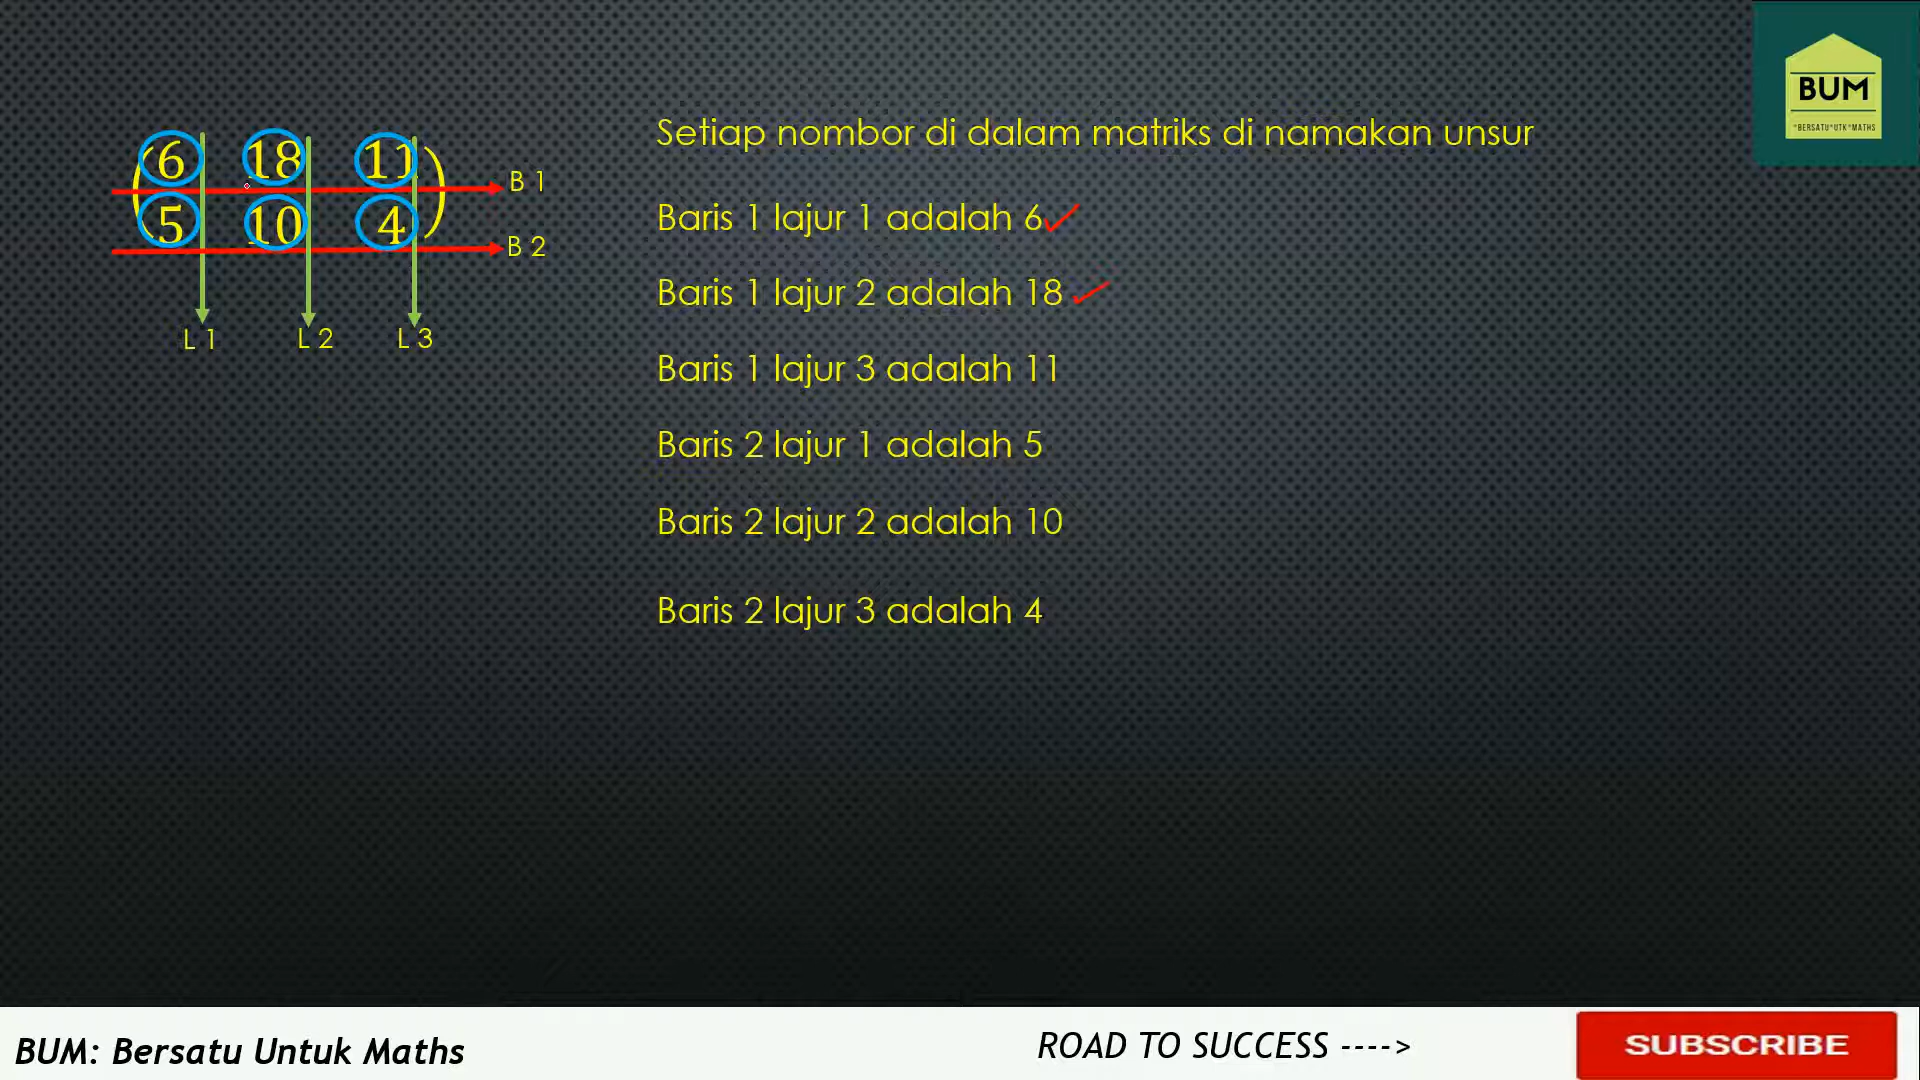 6 18 11
B 1
5 10 4
B 2
L 1 L 2 L 3
Setiap nombor di dalam matriks di namakan unsur
Baris 1 lajur 1 adalah 6
Baris 1 lajur 2 adalah 18
Baris 1 lajur 3 adalah 11
Baris 2 lajur 1 adalah 5
Baris 2 lajur 2 adalah 10
Baris 2 lajur 3 adalah 4
BUM
*BERSATU*UTK*MATHS
BUM: Bersatu Untuk Maths
ROAD TO SUCCESS ---->
SUBSCRIBE